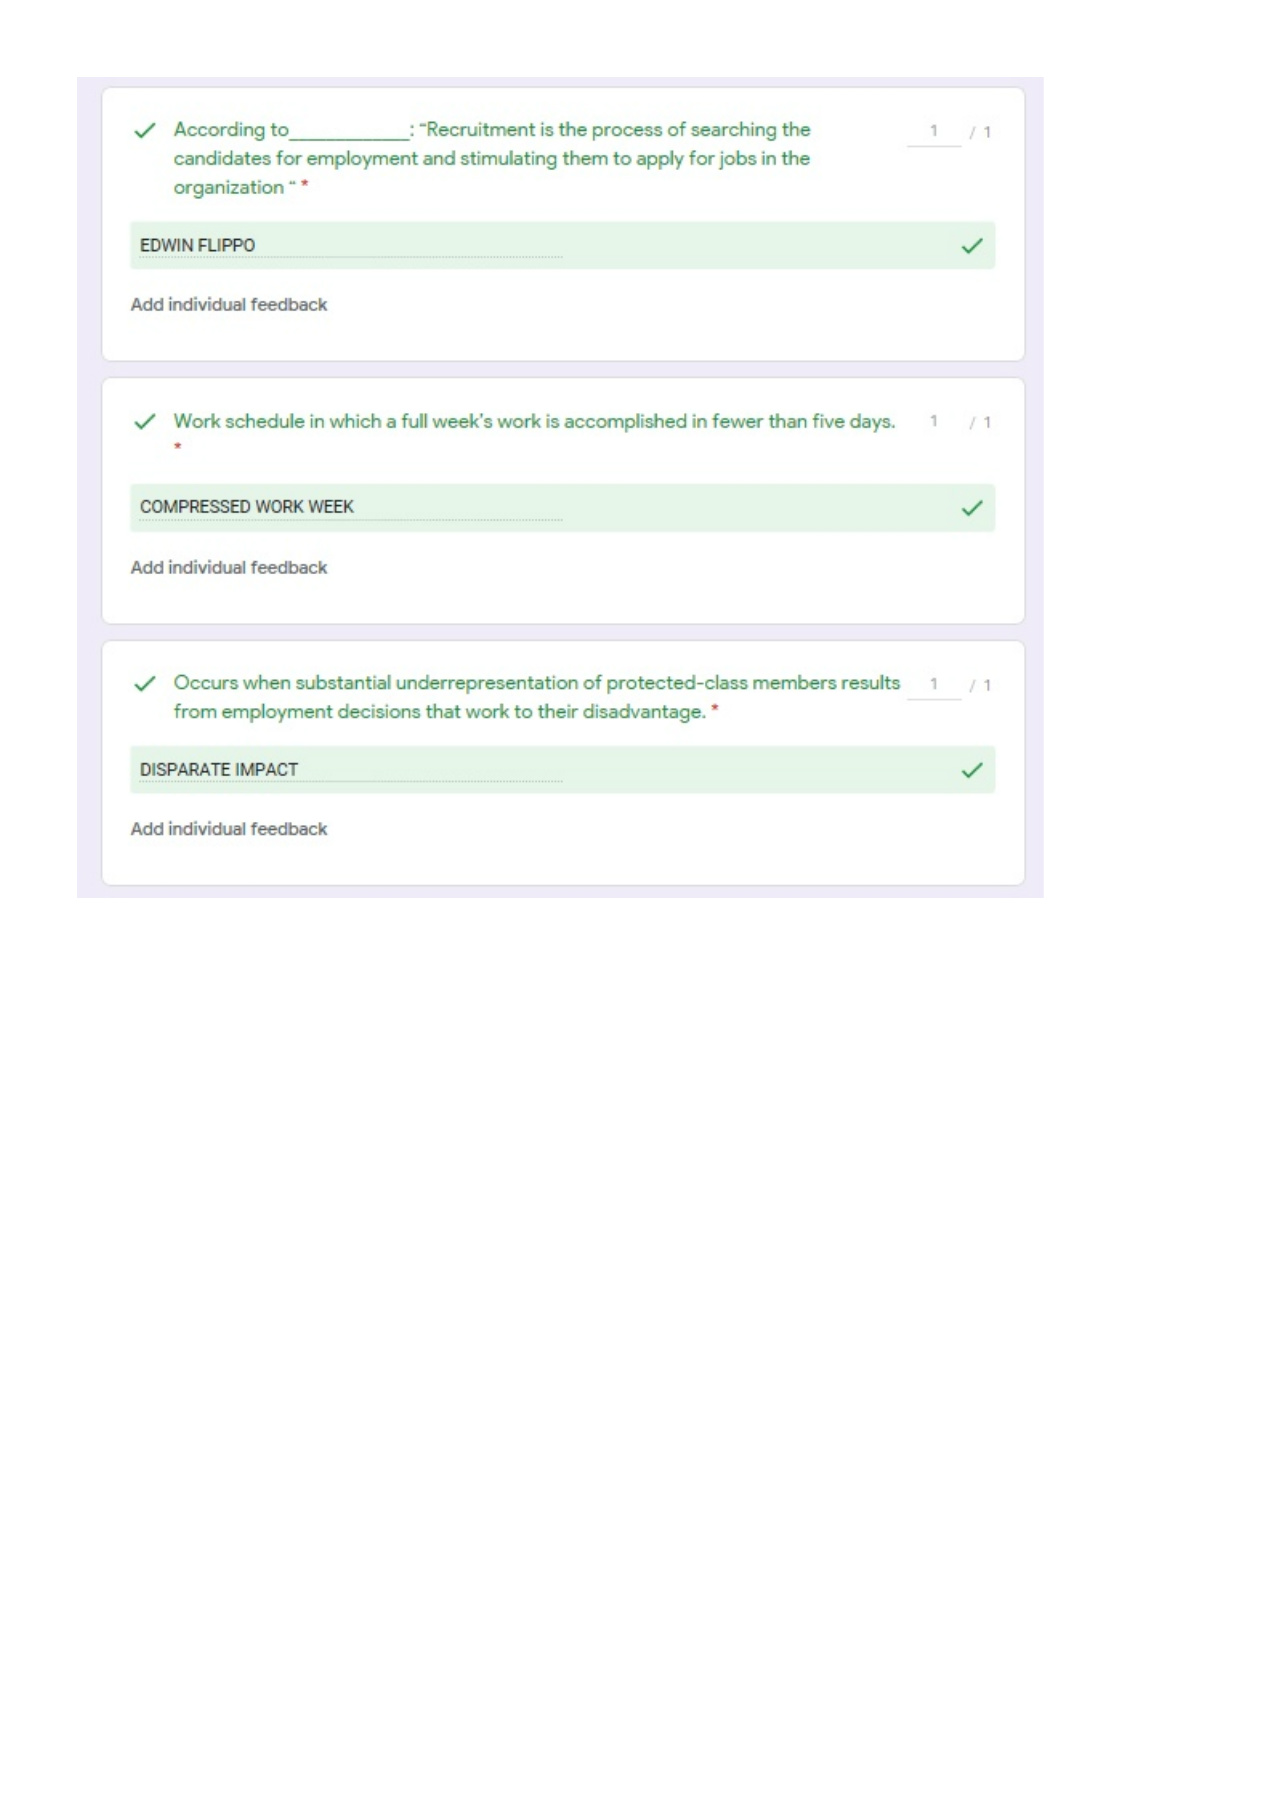 According to____________: “Recruitment is the process of searching the
1 / 1
candidates for employment and stimulating them to apply for jobs in the
organization “ *
EDWIN FLIPPO
Add individual feedback
Work schedule in which a full week's work is accomplished in fewer than five days.
1 / 1
*
COMPRESSED WORK WEEK
Add individual feedback
Occurs when substantial underrepresentation of protected-class members results
1 / 1
from employment decisions that work to their disadvantage. *
DISPARATE IMPACT
Add individual feedback